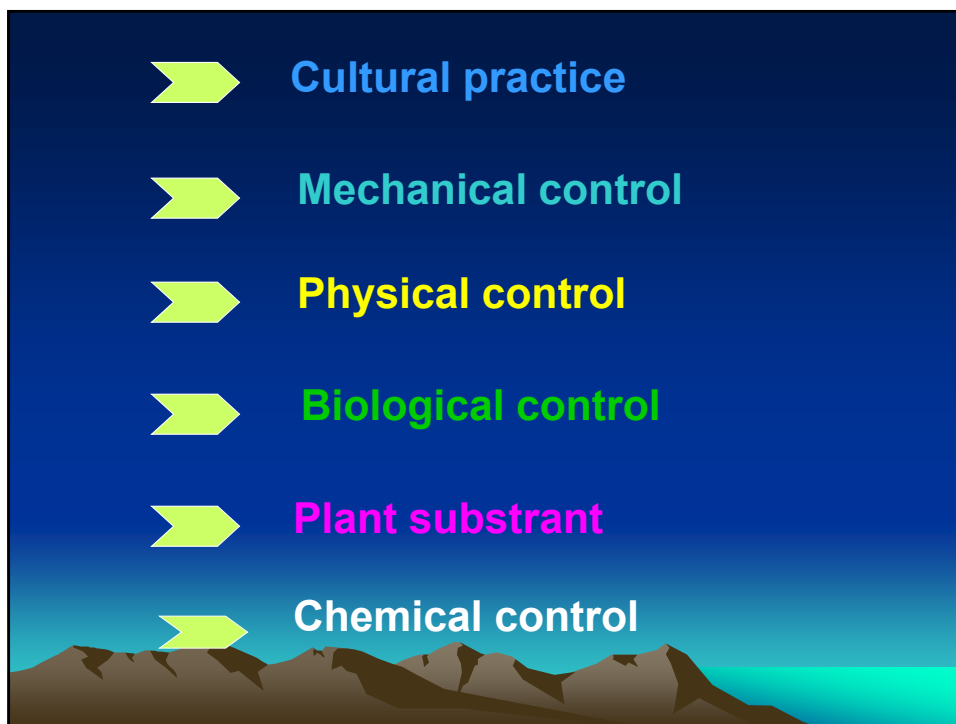 Cultural practice
Mechanical control
Physical control
Biological control
Plant substrant
Chemical control